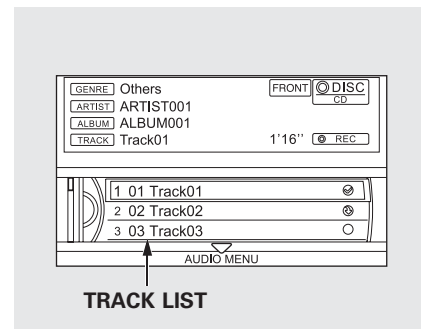 GENRE Others FRONT DISC
CD
ARTIST ARTIST001
ALBUM ALBUM001
TRACK Track01 1'16'' REC
1 01 Track01
2 02 Track02
3 03 Track03
AUDIO MENU
TRACK LIST